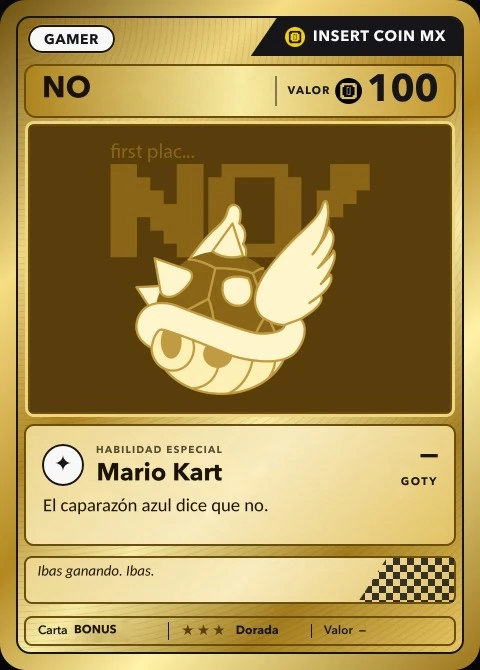 GAMER
INSERT COIN MX
NO
VALOR 100
first plac...
NO!
HABILIDAD ESPECIAL
Mario Kart
–
GOTY
El caparazón azul dice que no.
Ibas ganando. Ibas.
Carta BONUS ★★★ Dorada Valor –